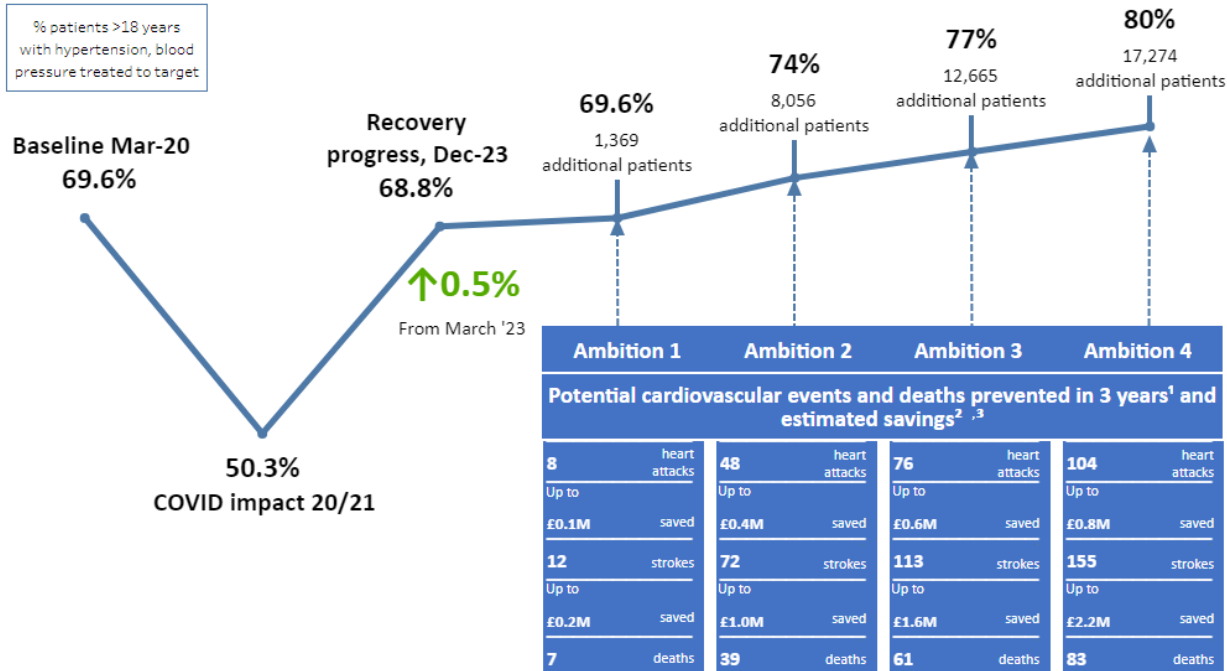 % patients >18 years
with hypertension, blood
pressure treated to target
Baseline Mar-20
69.6%
50.3%
COVID impact 20/21
Recovery
progress, Dec-23
68.8%
↑0.5%
From March '23
69.6%
1,369
additional patients
74%
8,056
additional patients
77%
12,665
additional patients
80%
17,274
additional patients
Ambition 1 Ambition 2 Ambition 3 Ambition 4
Potential cardiovascular events and deaths prevented in 3 years¹ and
estimated savings² ,³
8 heart
attacks
Up to
£0.1M saved
12 strokes
Up to
£0.2M saved
7 deaths
48 heart
attacks
Up to
£0.4M saved
72 strokes
Up to
£1.0M saved
39 deaths
76 heart
attacks
Up to
£0.6M saved
113 strokes
Up to
£1.6M saved
61 deaths
104 heart
attacks
Up to
£0.8M saved
155 strokes
Up to
£2.2M saved
83 deaths